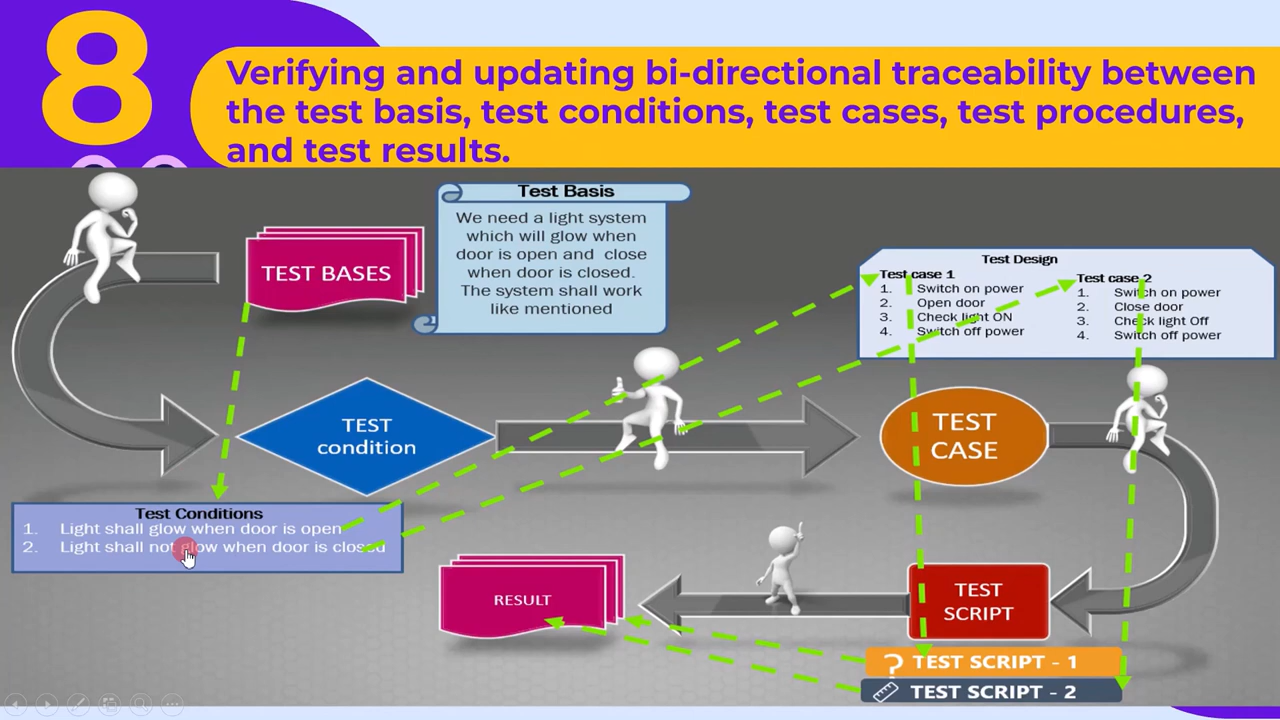 8
Verifying and updating bi-directional traceability between
the test basis, test conditions, test cases, test procedures,
and test results.
TEST BASES
Test Basis
We need a light system
which will glow when
door is open and close
when door is closed.
The system shall work
like mentioned
Test Design
Test case 1
1. Switch on power
2. Open door
3. Check light ON
4. Switch off power
Test case 2
1. Switch on power
2. Close door
3. Check light Off
4. Switch off power
TEST
condition
TEST
CASE
Test Conditions
1. Light shall glow when door is open
2. Light shall not glow when door is closed
RESULT
TEST
SCRIPT
? TEST SCRIPT - 1
TEST SCRIPT - 2